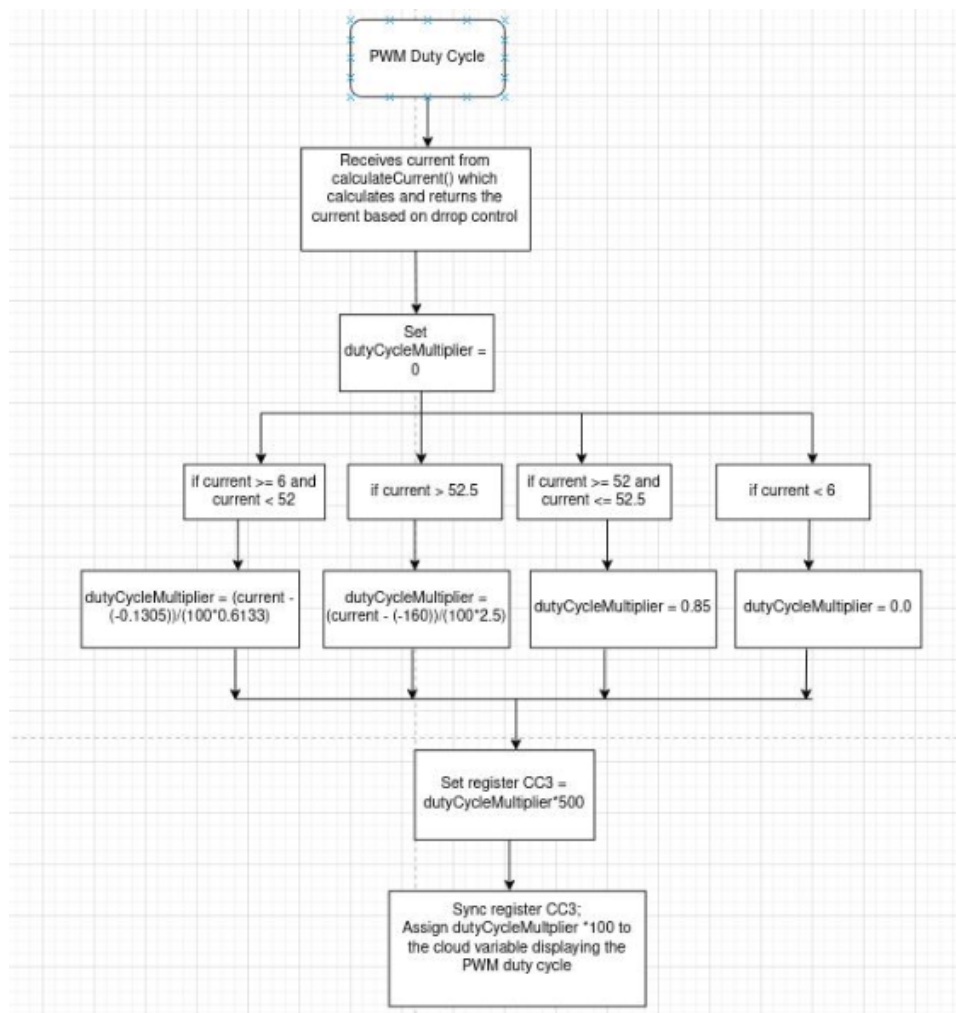 PWM Duty Cycle
Receives current from
calculateCurrent() which
calculates and returns the
current based on drrop control
Set
dutyCycleMultiplier =
0
if current >= 6 and
current < 52
if current > 52.5
if current >= 52 and
current <= 52.5
if current < 6
dutyCycleMultiplier = (current -
(-0.1305))/(100*0.6133)
dutyCycleMultiplier =
(current - (-160))/(100*2.5)
dutyCycleMultiplier = 0.85
dutyCycleMultiplier = 0.0
Set register CC3 =
dutyCycleMultiplier*500
Sync register CC3;
Assign dutyCycleMultplier *100 to
the cloud variable displaying the
PWM duty cycle